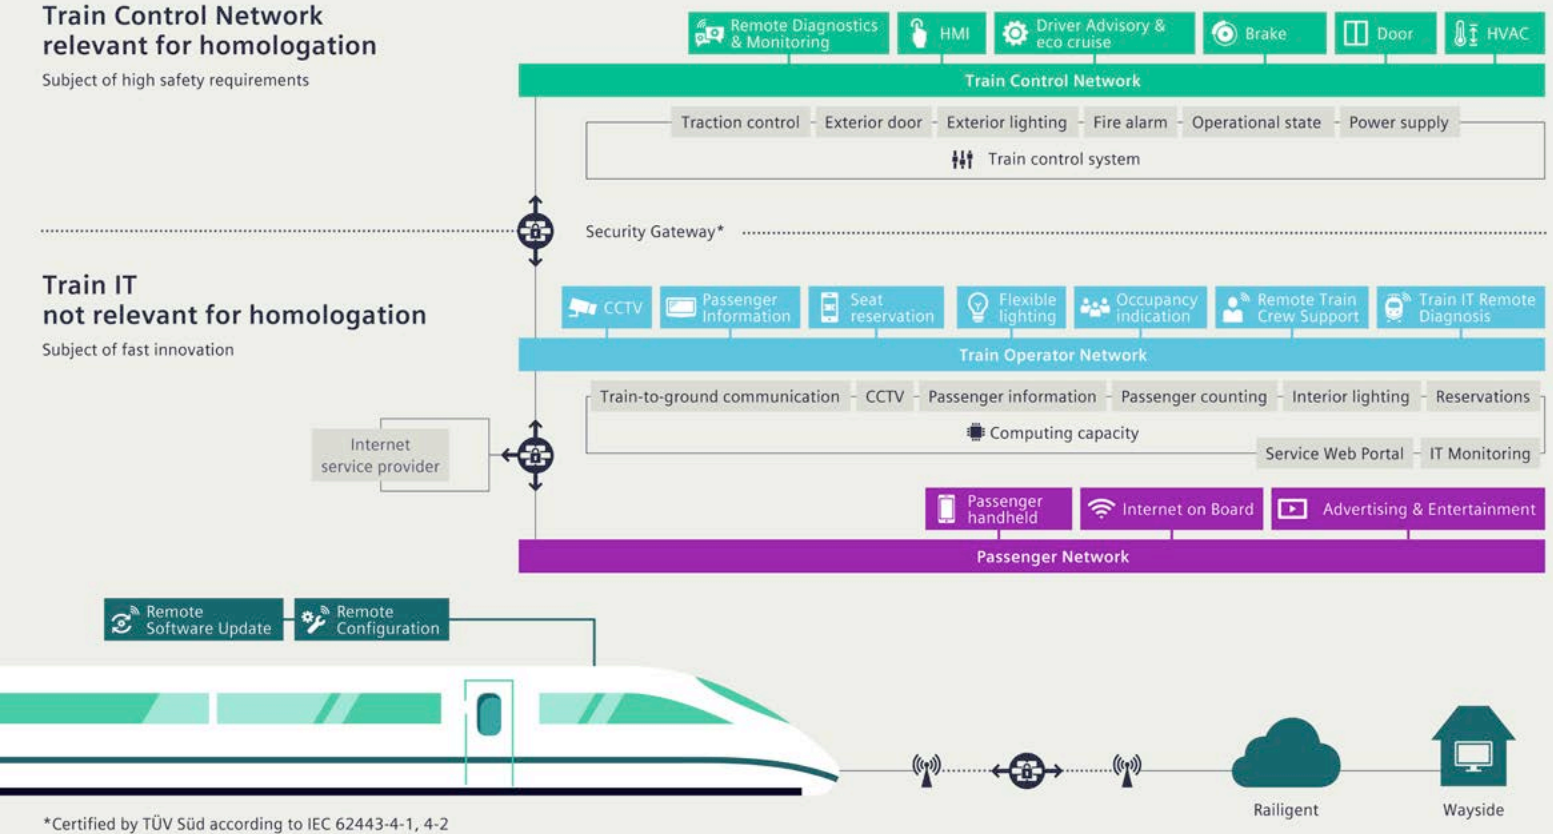 Train Control Network
relevant for homologation
Subject of high safety requirements
Remote Diagnostics
& Monitoring
HMI
Driver Advisory &
eco cruise
Brake
Door
HVAC
Train Control Network
Traction control
Exterior door
Exterior lighting
Fire alarm
Operational state
Power supply
Train control system
Security Gateway*
Train IT
not relevant for homologation
Subject of fast innovation
CCTV
Passenger
Information
Seat
reservation
Flexible
lighting
Occupancy
indication
Remote Train
Crew Support
Train IT Remote
Diagnosis
Train Operator Network
Train-to-ground communication
CCTV
Passenger information
Passenger counting
Interior lighting
Reservations
Computing capacity
Service Web Portal
IT Monitoring
Internet
service provider
Passenger
handheld
Internet on Board
Advertising & Entertainment
Passenger Network
Remote
Software Update
Remote
Configuration
Railigent
Wayside
*Certified by TÜV Süd according to IEC 62443-4-1, 4-2